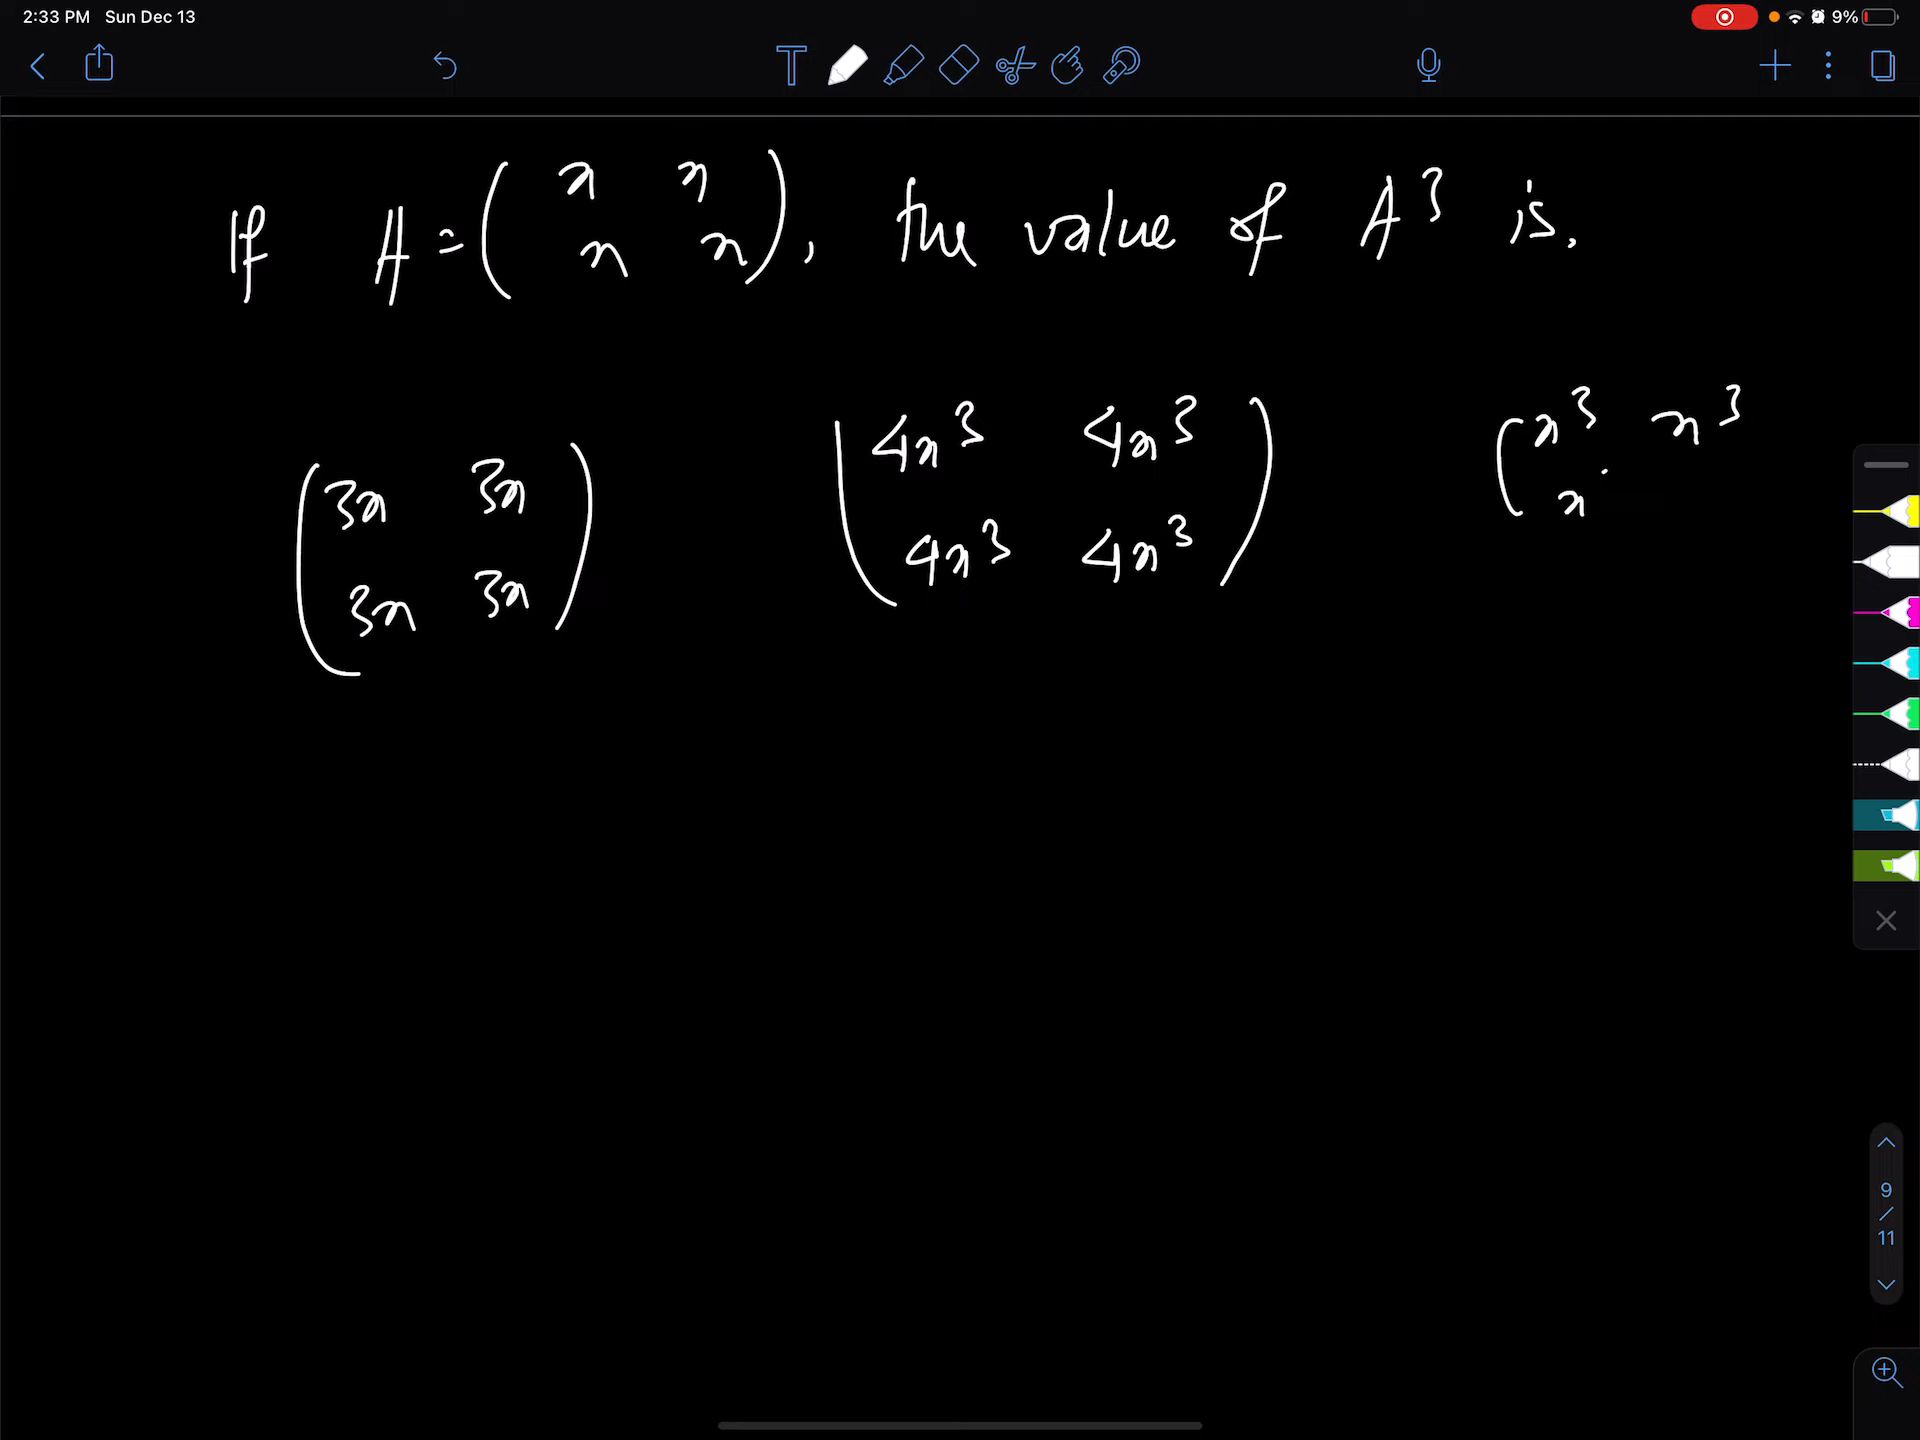 2:33 PM Sun Dec 13 9%
If A = ( x x
x x ), the value of A³ is.
( 3x 3x
3x 3x )
( 4x³ 4x³
4x³ 4x³ )
( x³ x³
x
9
/
11